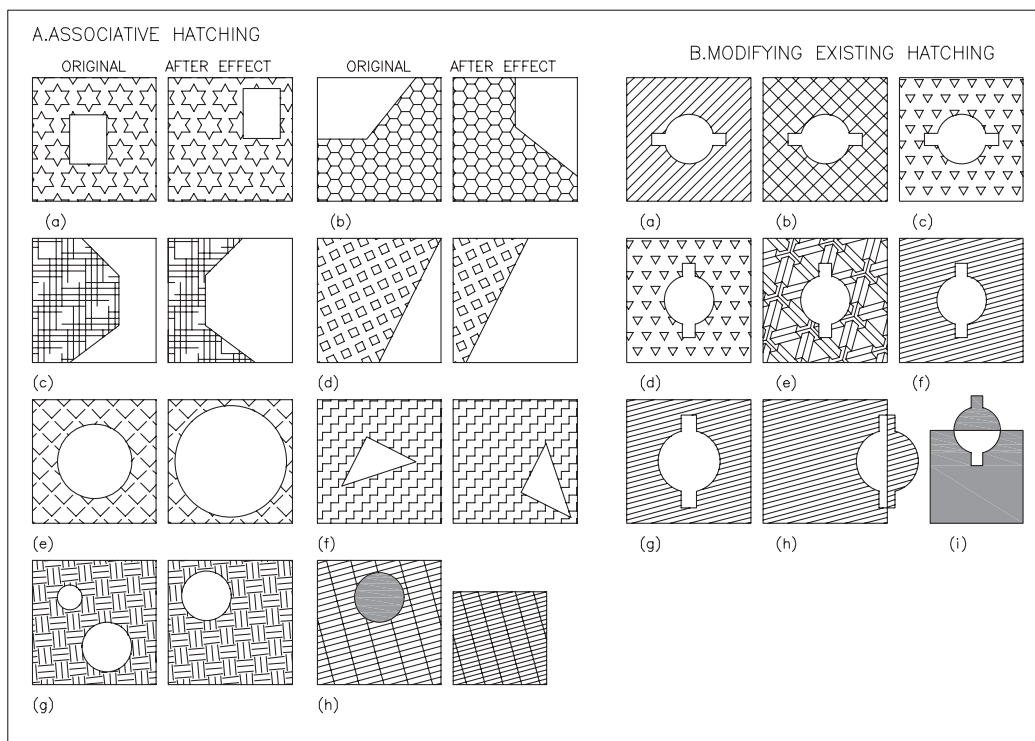 A.ASSOCIATIVE HATCHING
ORIGINAL AFTER EFFECT ORIGINAL AFTER EFFECT
(a) (b)
(c) (d)
(e) (f)
(g) (h)
B.MODIFYING EXISTING HATCHING
(a) (b) (c)
(d) (e) (f)
(g) (h) (i)